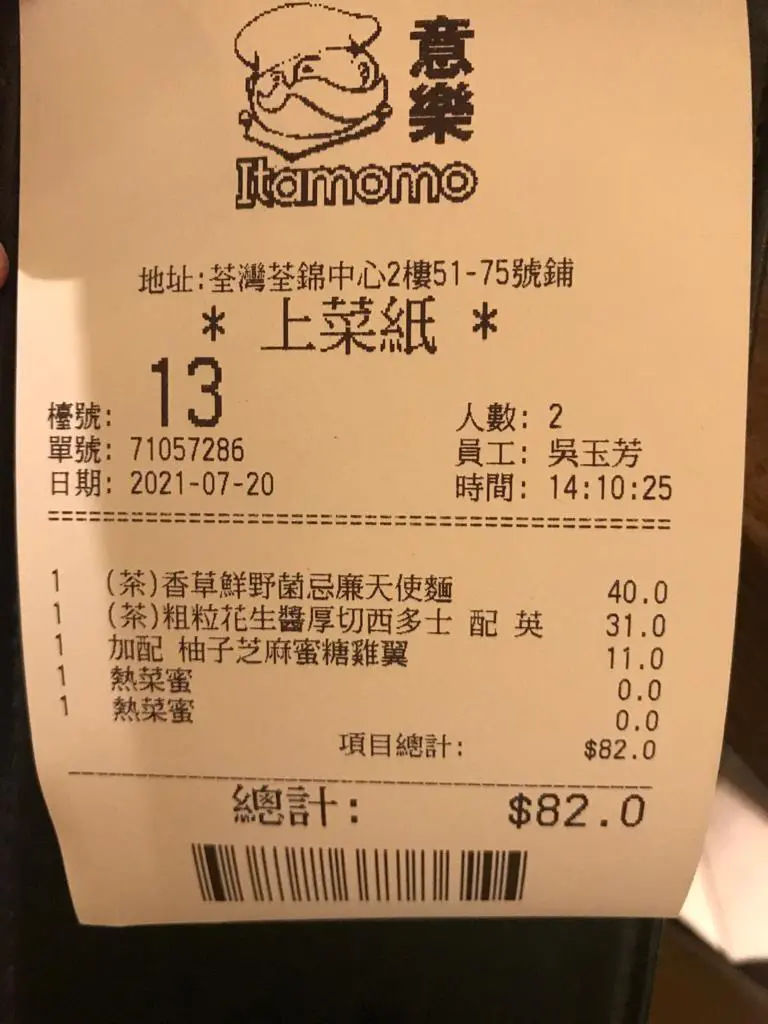 意樂
Itamomo
地址:荃灣荃錦中心2樓51-75號鋪
* 上菜紙 *
檯號: 13 人數: 2
單號: 71057286 員工: 吳玉芳
日期: 2021-07-20 時間: 14:10:25
1 (茶)香草鮮野菌忌廉天使麵 40.0
1 (茶)粗粒花生醬厚切西多士 配 英 31.0
1 加配 柚子芝麻蜜糖雞翼 11.0
1 熱菜蜜 0.0
1 熱菜蜜 0.0
項目總計: $82.0
總計: $82.0